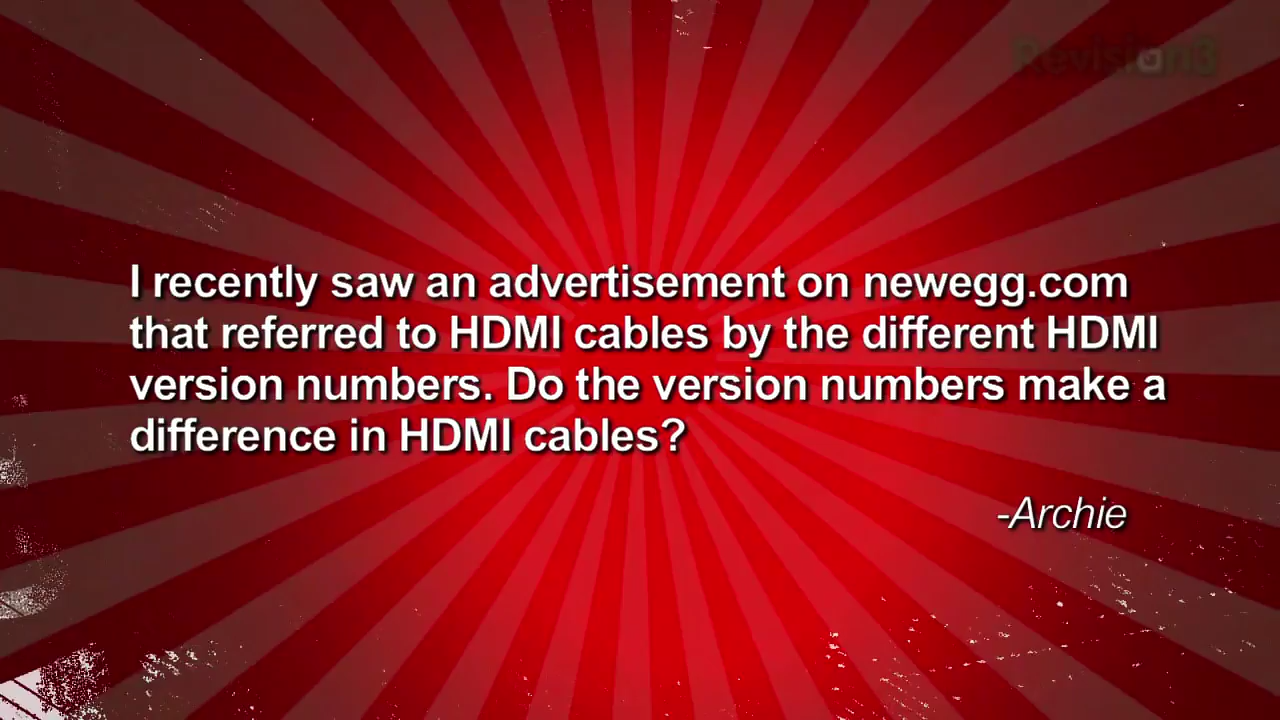 Revision3
I recently saw an advertisement on newegg.com
that referred to HDMI cables by the different HDMI
version numbers. Do the version numbers make a
difference in HDMI cables?
-Archie